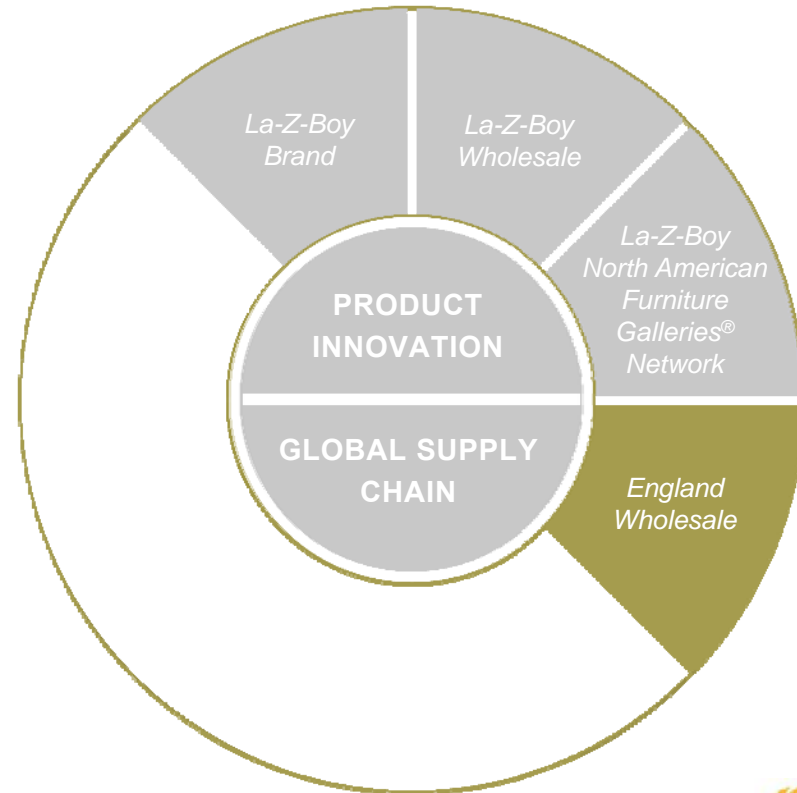 La-Z-Boy
Brand
La-Z-Boy
Wholesale
La-Z-Boy
North American
Furniture
Galleries®
Network
PRODUCT
INNOVATION
GLOBAL SUPPLY
CHAIN
England
Wholesale